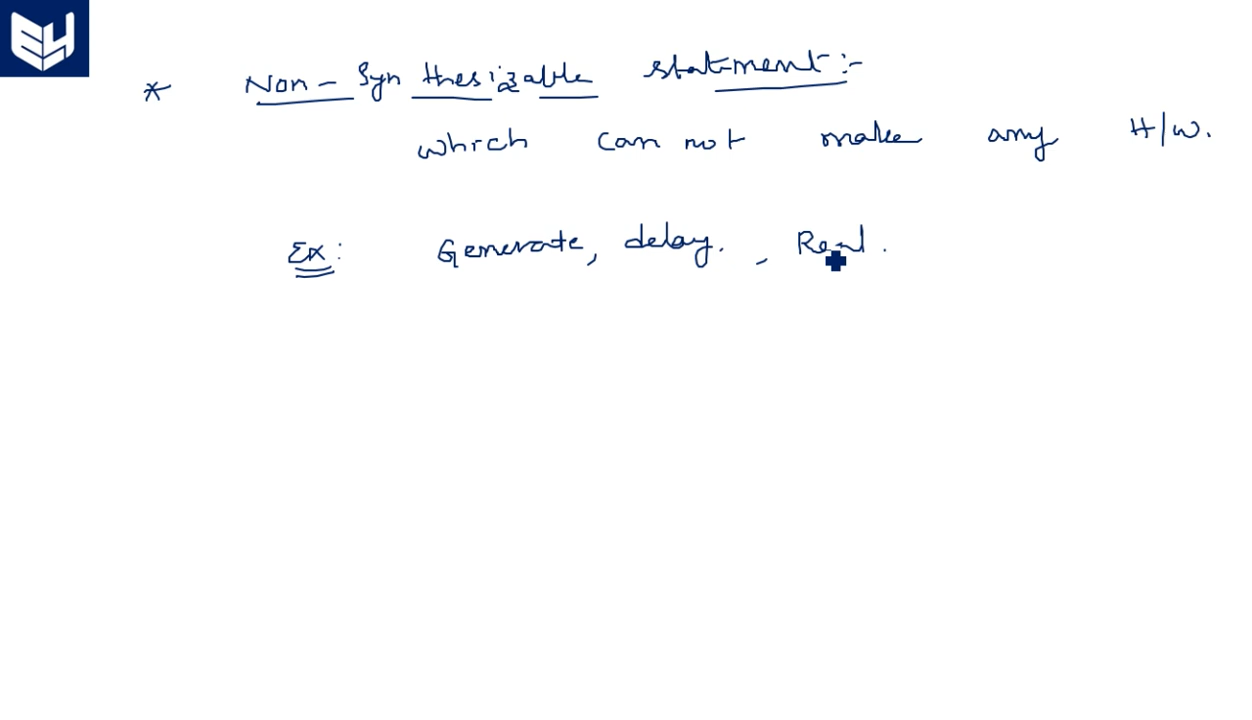 * Non-Synthesizable statement:-
which can not make any H/W.
Ex: Generate, delay., Real.